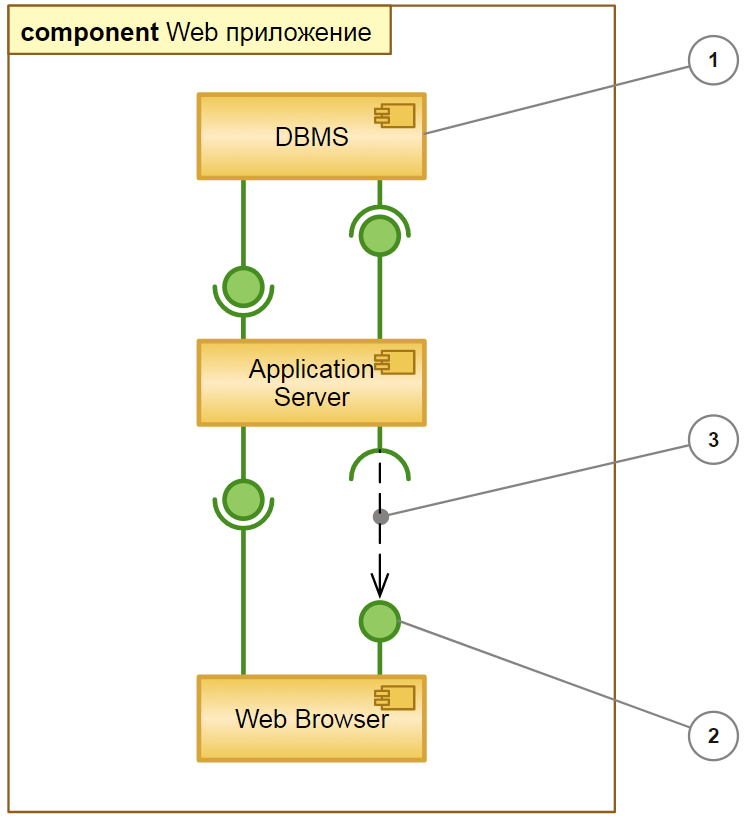 component Web приложение
1
DBMS
Application
Server
3
Web Browser
2